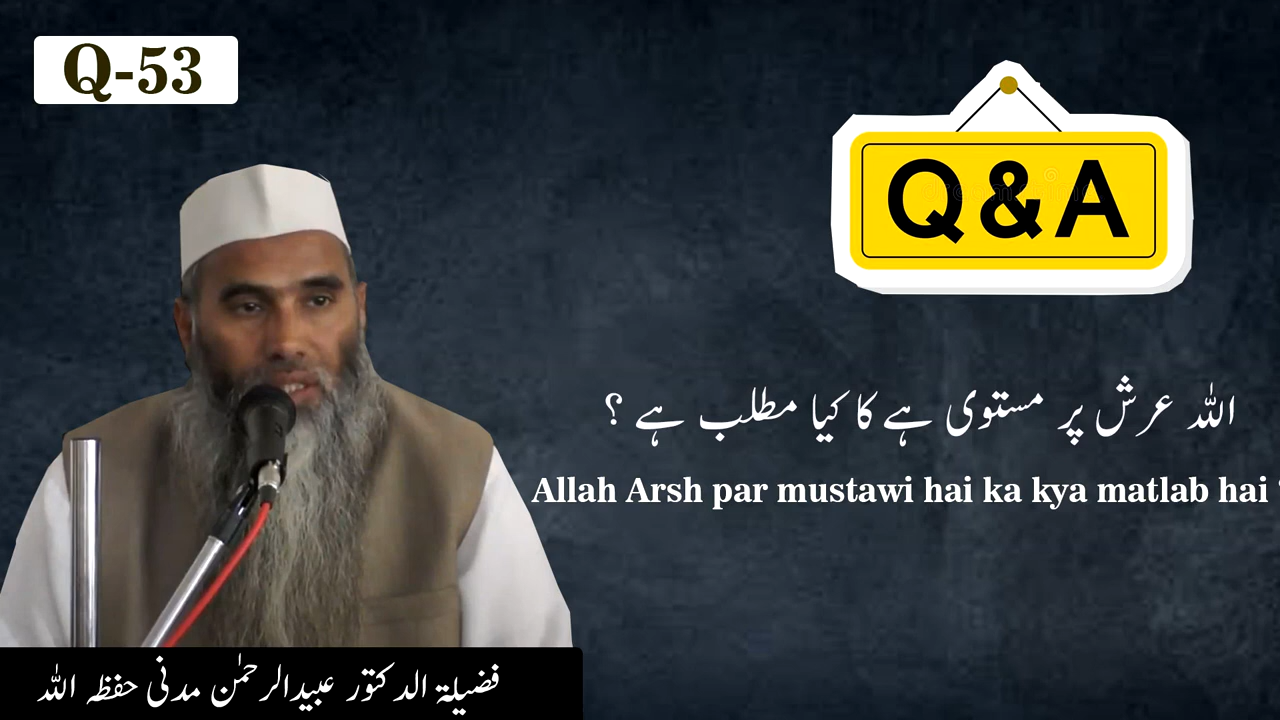 Q-53
Q&A
اللہ عرش پر مستوی ہے کا کیا مطلب ہے ؟
Allah Arsh par mustawi hai ka kya matlab hai ?
فضیلۃ الدکتور عبیدالرحمٰن مدنی حفظہ اللہ